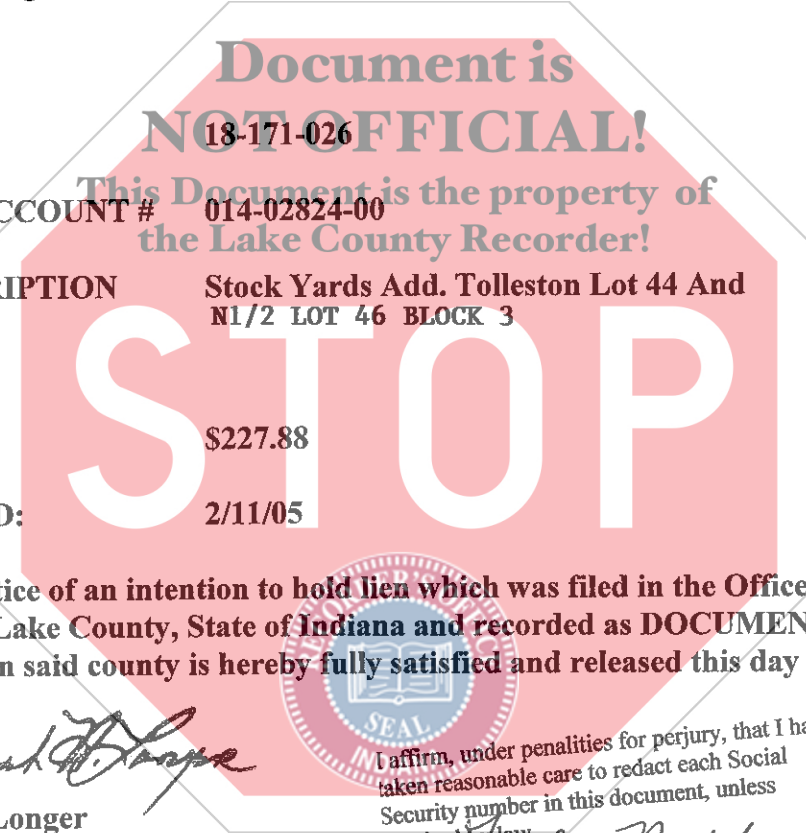 Document is
NOT OFFICIAL!
18-171-026
This Document is the property of
CCOUNT # 014-02824-00
the Lake County Recorder!
RIPTION Stock Yards Add. Tolleston Lot 44 And
N1/2 LOT 46 BLOCK 3
STOP
$227.88
D: 2/11/05
tice of an intention to hold lien which was filed in the Office
Lake County, State of Indiana and recorded as DOCUMEN
n said county is hereby fully satisfied and released this day
SEAL
INDIANA
I affirm, under penalities for perjury, that I ha
taken reasonable care to redact each Social
Security number in this document, unless
Longer
law